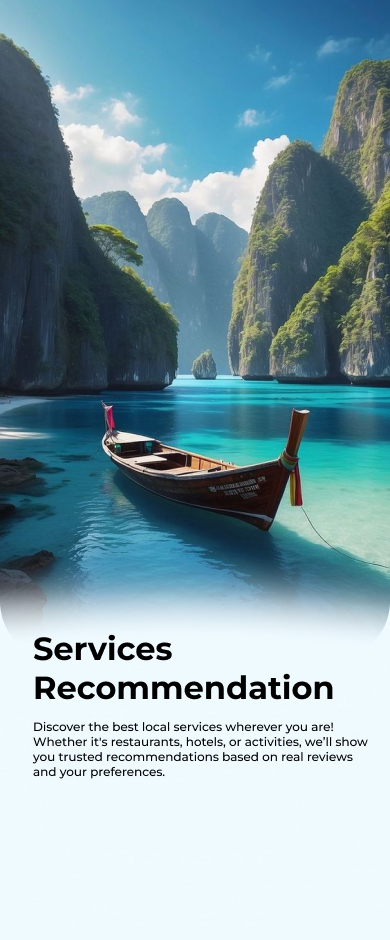 Services
Recommendation
Discover the best local services wherever you are!
Whether it's restaurants, hotels, or activities, we'll show
you trusted recommendations based on real reviews
and your preferences.